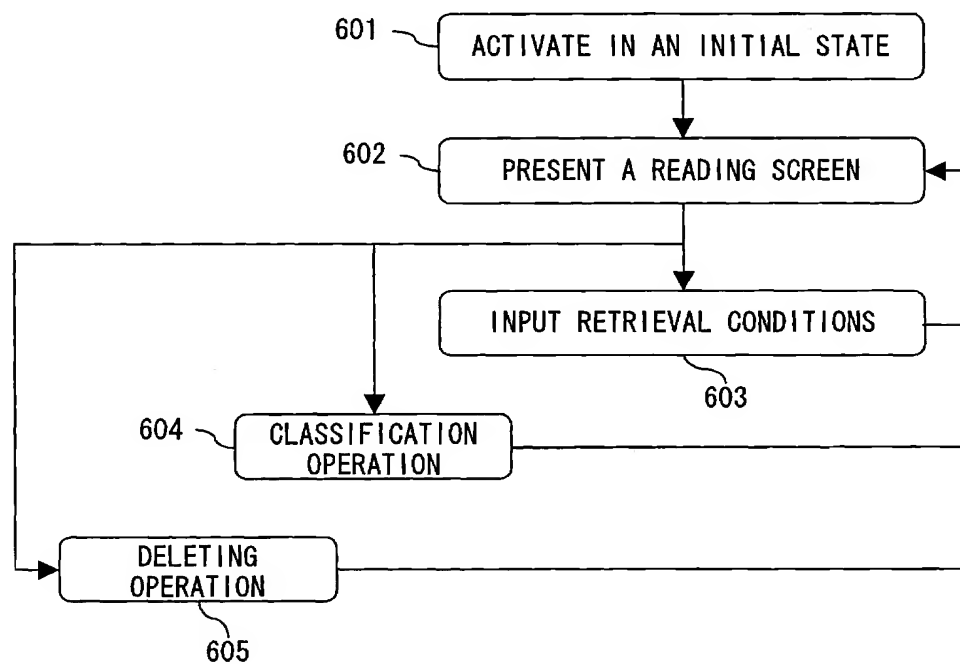 601
ACTIVATE IN AN INITIAL STATE
602
PRESENT A READING SCREEN
INPUT RETRIEVAL CONDITIONS
603
604
CLASSIFICATION
OPERATION
DELETING
OPERATION
605